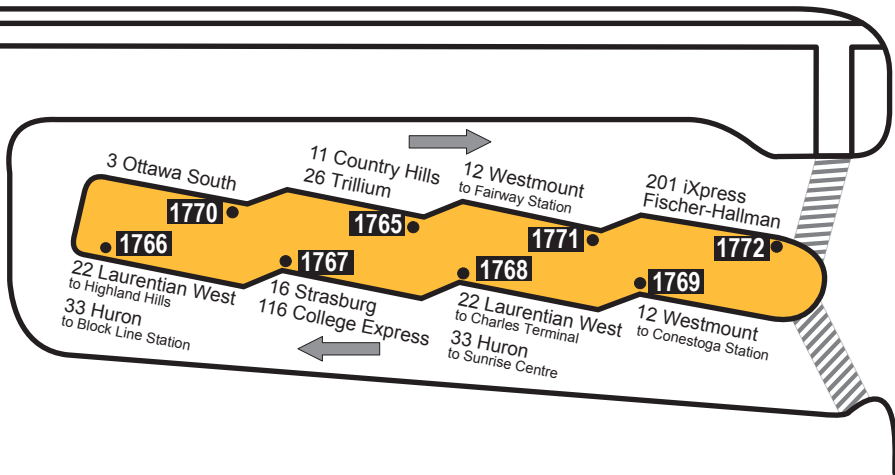 3 Ottawa South
1770
11 Country Hills
26 Trillium
1765
12 Westmount
to Fairway Station
1771
201 iXpress
Fischer-Hallman
1772
1766
22 Laurentian West
to Highland Hills
33 Huron
to Block Line Station
1767
16 Strasburg
116 College Express
1768
22 Laurentian West
to Charles Terminal
33 Huron
to Sunrise Centre
1769
12 Westmount
to Conestoga Station